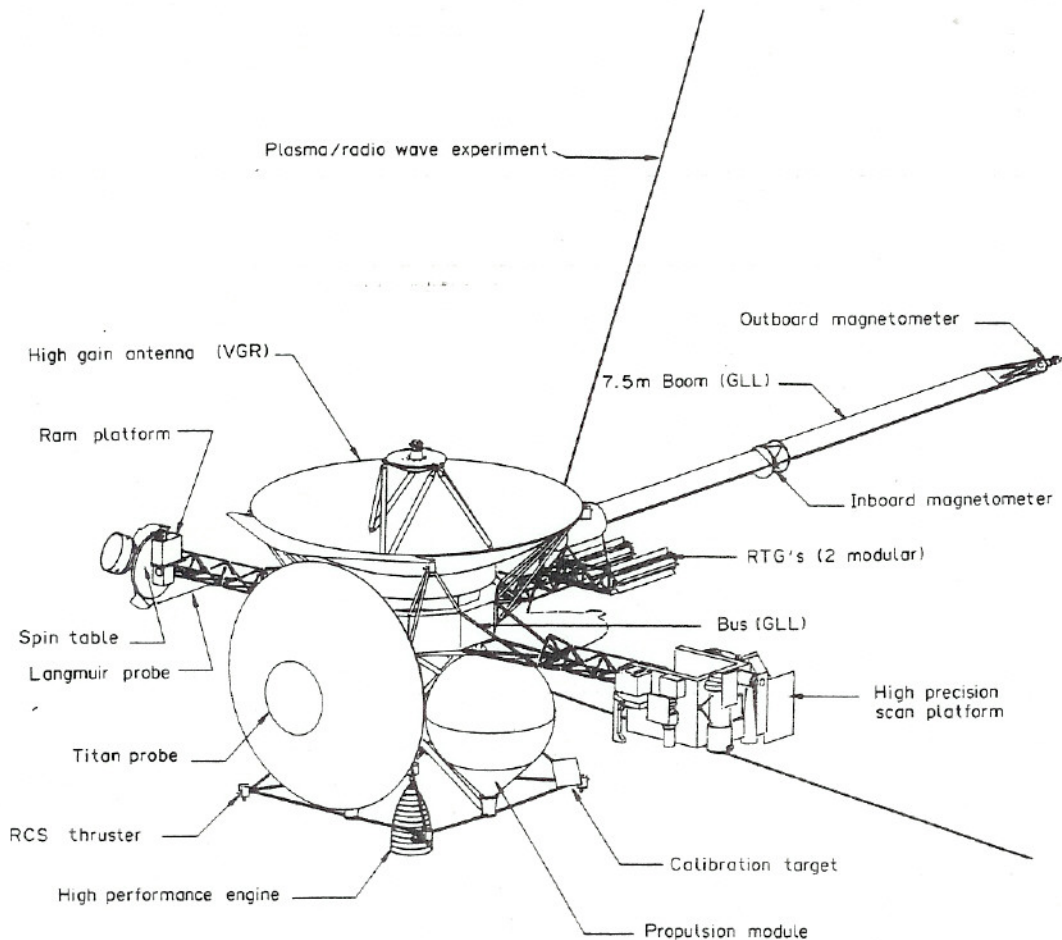 Plasma/radio wave experiment
Outboard magnetometer
High gain antenna (VGR)
7.5m Boom (GLL)
Ram platform
Inboard magnetometer
RTG's (2 modular)
Spin table
Bus (GLL)
Langmuir probe
High precision
scan platform
Titan probe
RCS thruster
Calibration target
High performance engine
Propulsion module